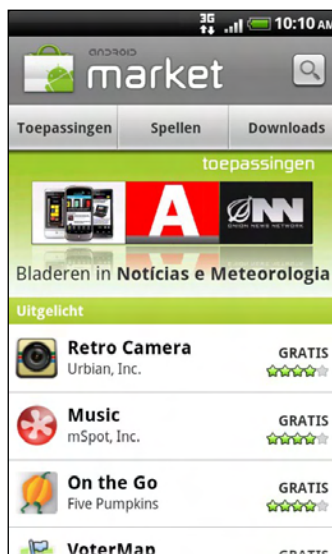 3G 10:10 AM
ANDROID
market
Toepassingen Spellen Downloads
toepassingen
A ONN
ONION NEWS NETWORK
Bladeren in Notícias e Meteorologia
Uitgelicht
Retro Camera
Urbian, Inc. GRATIS
Music
mSpot, Inc. GRATIS
On the Go
Five Pumpkins GRATIS
VoterMap
GRATIS